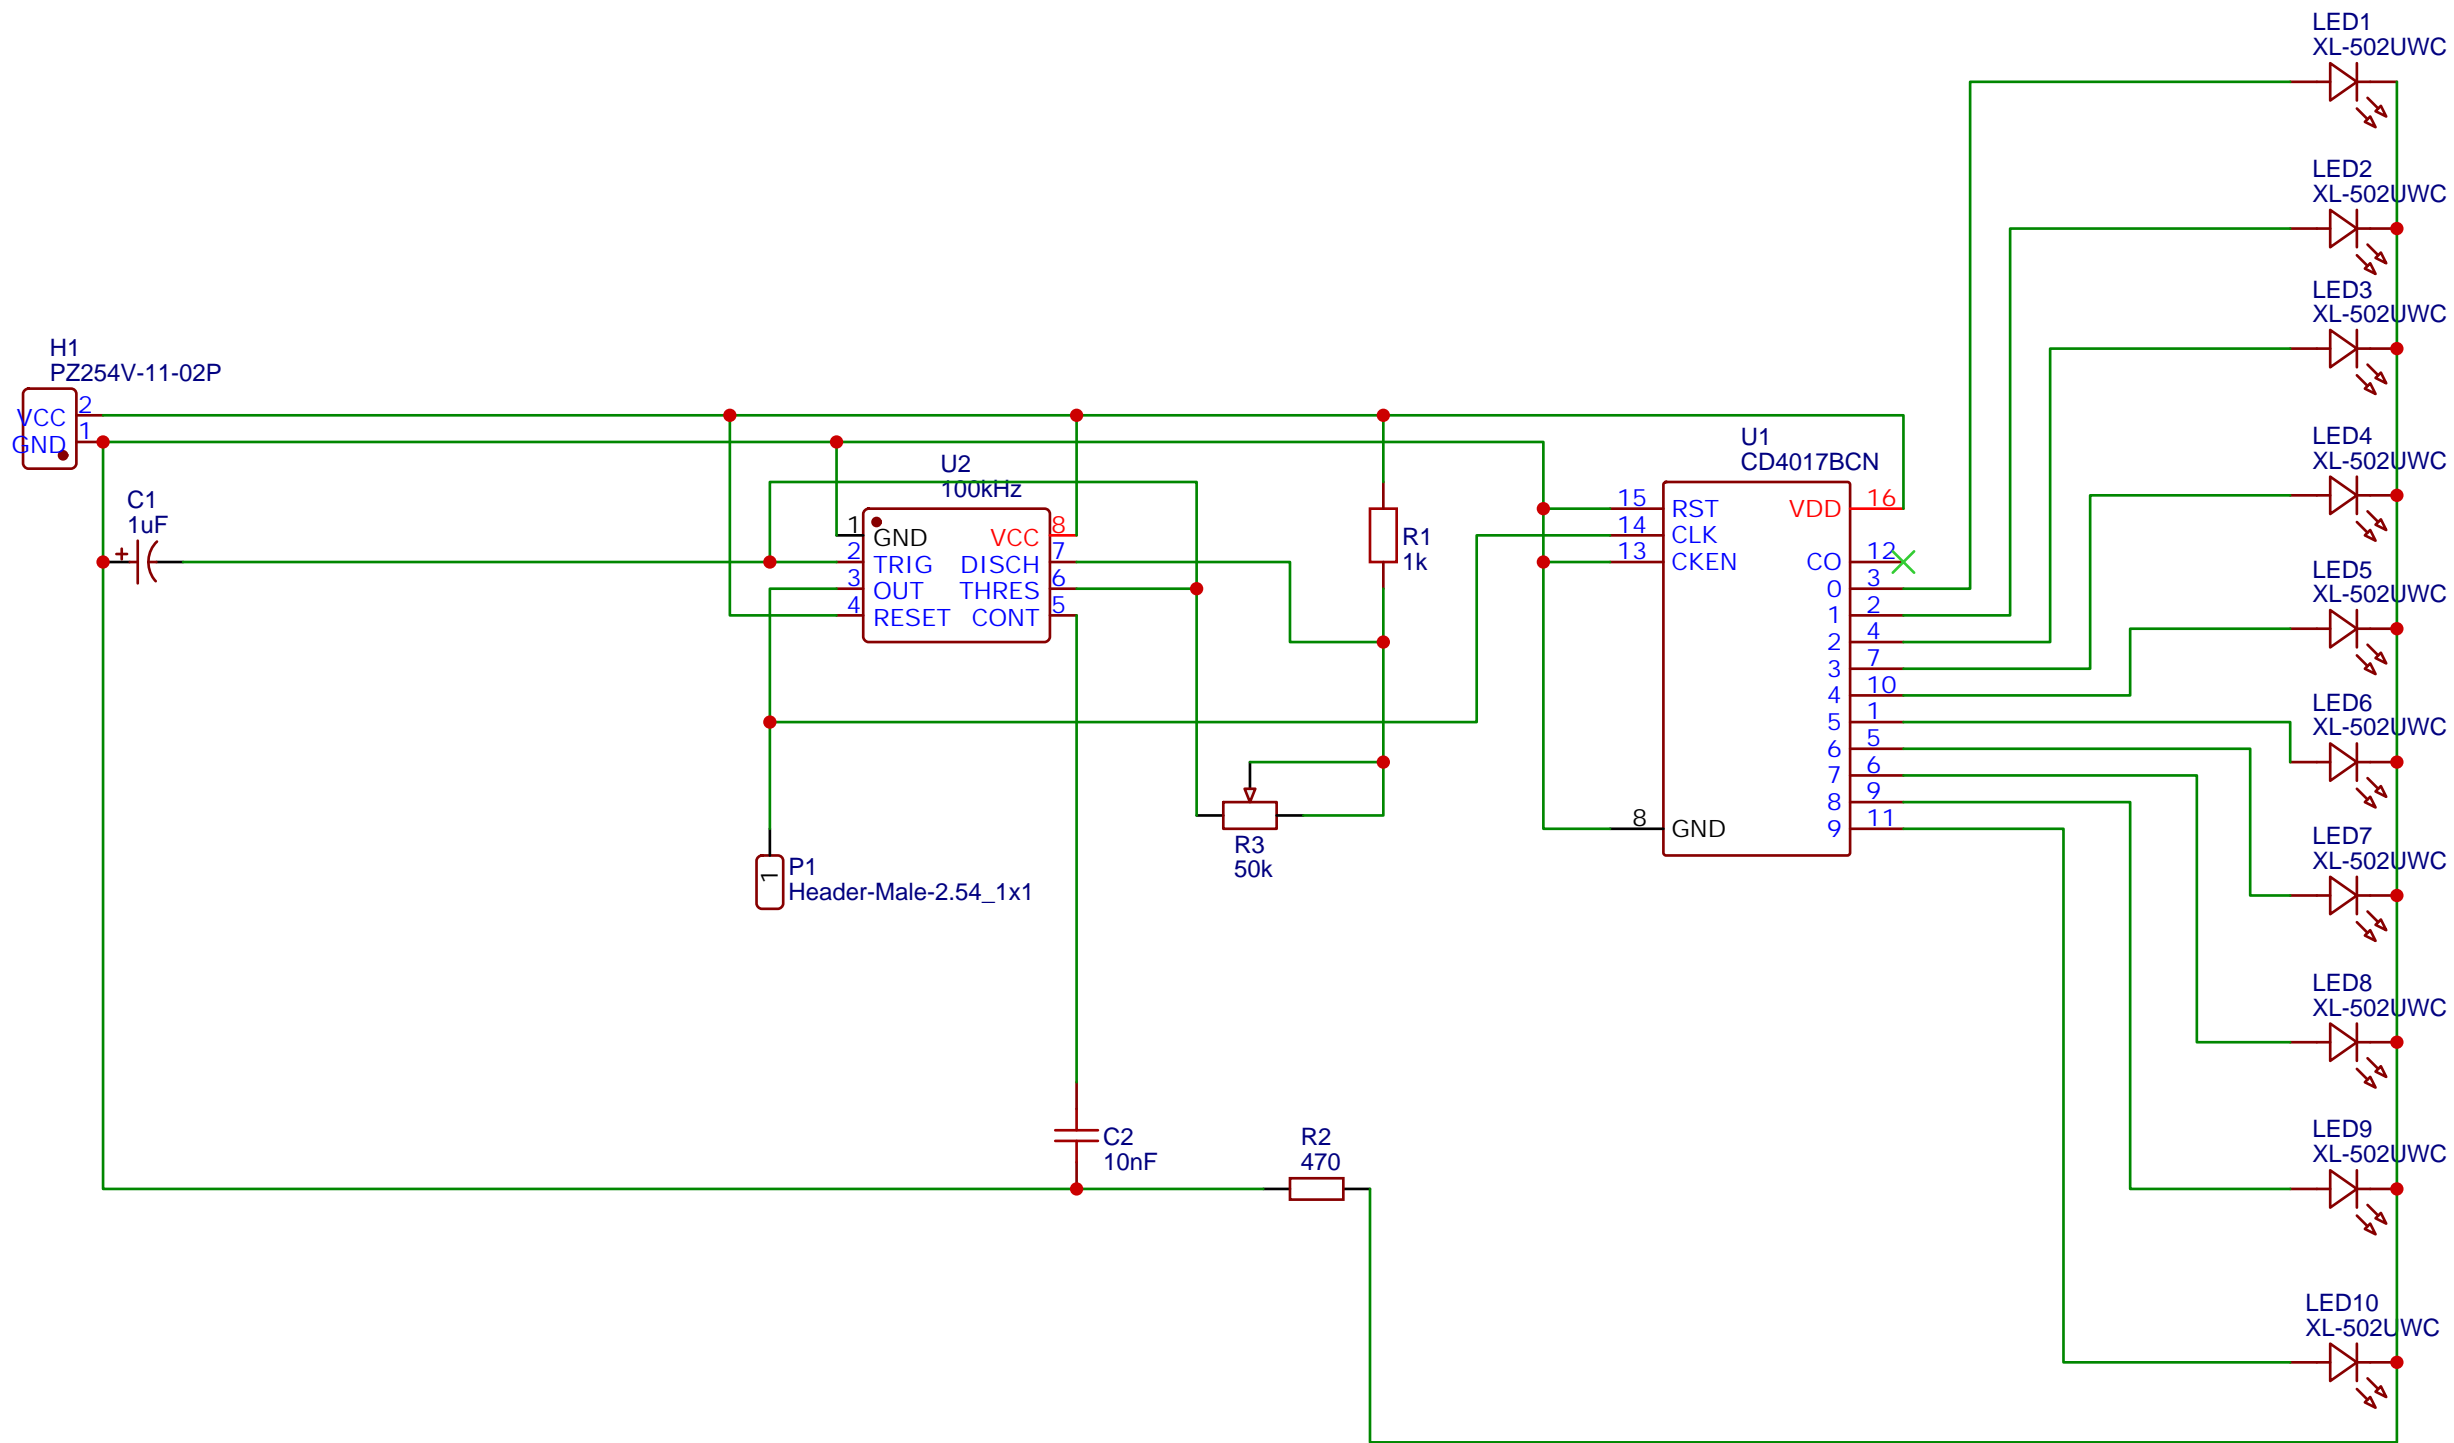 LED1
XL-502UWC
LED2
XL-502UWC
LED3
XL-502UWC
H1
PZ254V-11-02P
VCC 2
GND 1
C1
1uF
U2
100kHz
1 GND
2 TRIG
3 OUT
4 RESET
VCC 8
DISCH 7
THRES 6
CONT 5
R1
1k
U1
CD4017BCN
15 RST
14 CLK
13 CKEN
8 GND
VDD 16
CO 12
0 3
1 2
2 4
3 7
4 10
5 1
6 5
7 6
8 9
9 11
LED4
XL-502UWC
LED5
XL-502UWC
LED6
XL-502UWC
LED7
XL-502UWC
R3
50k
1
P1
Header-Male-2.54_1x1
LED8
XL-502UWC
C2
10nF
R2
470
LED9
XL-502UWC
LED10
XL-502UWC